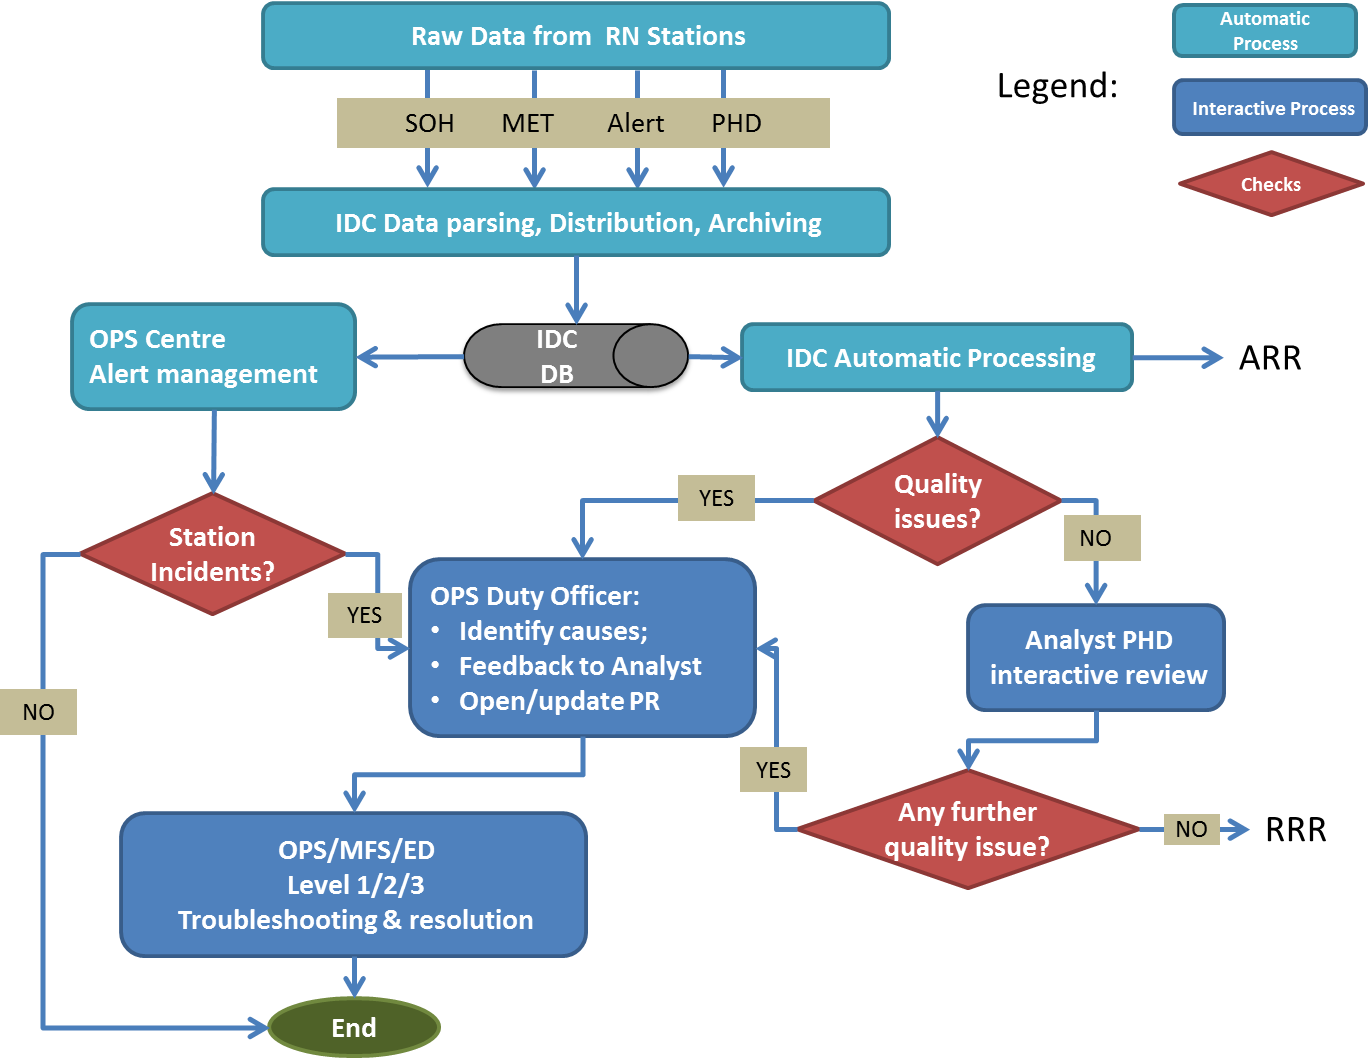 Raw Data from RN Stations
Legend:
Automatic
Process
Interactive Process
Checks
SOH MET Alert PHD
IDC Data parsing, Distribution, Archiving
OPS Centre
Alert management
IDC
DB
IDC Automatic Processing
ARR
Quality
issues?
YES
NO
Station
Incidents?
YES
NO
OPS Duty Officer:
• Identify causes;
• Feedback to Analyst
• Open/update PR
Analyst PHD
interactive review
YES
Any further
quality issue?
NO
RRR
OPS/MFS/ED
Level 1/2/3
Troubleshooting & resolution
End